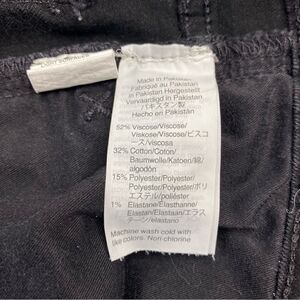 Made in Pakistan
Fabriqué au Pakistan
in Pakistan Hergestellt
Vervaardigd in Pakistan
パキスタン製
Hecho en Pakistán
52% Viscose/Viscose/
Viskose/Viscose/ビスコ
ース/viscosa
32% Cotton/Coton/
Baumwolle/Katoen/綿/
algodón
15% Polyester/Polyester/
Polyester/Polyester/ポリ
エステル/poliéster
1% Elastane/Élasthanne/
Elastan/Elastaan/エラス
テーン/elastano
Machine wash cold with
like colors. Non chlorine